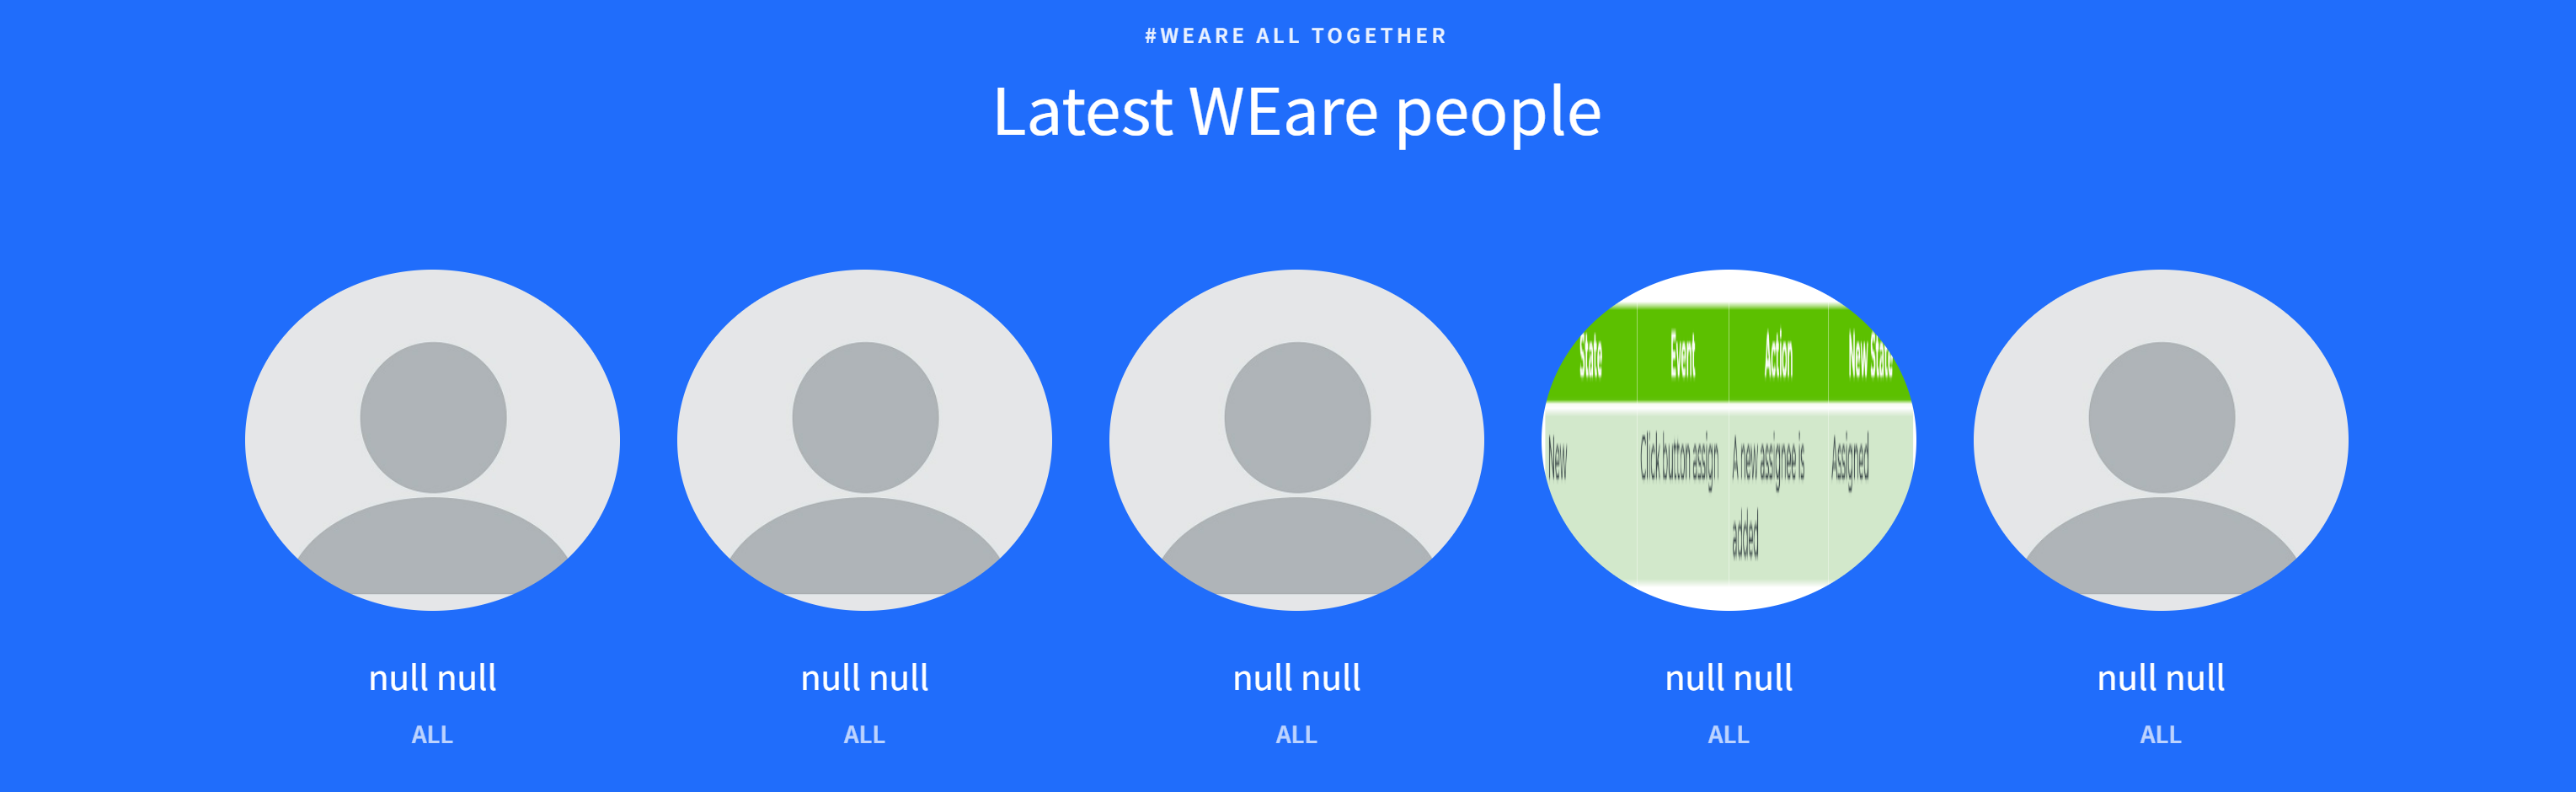 #WEARE ALL TOGETHER
Latest WEare people
State Event Action New State
New Click button assign A new assignee is added Assigned
null null null null null null null null null null
ALL ALL ALL ALL ALL